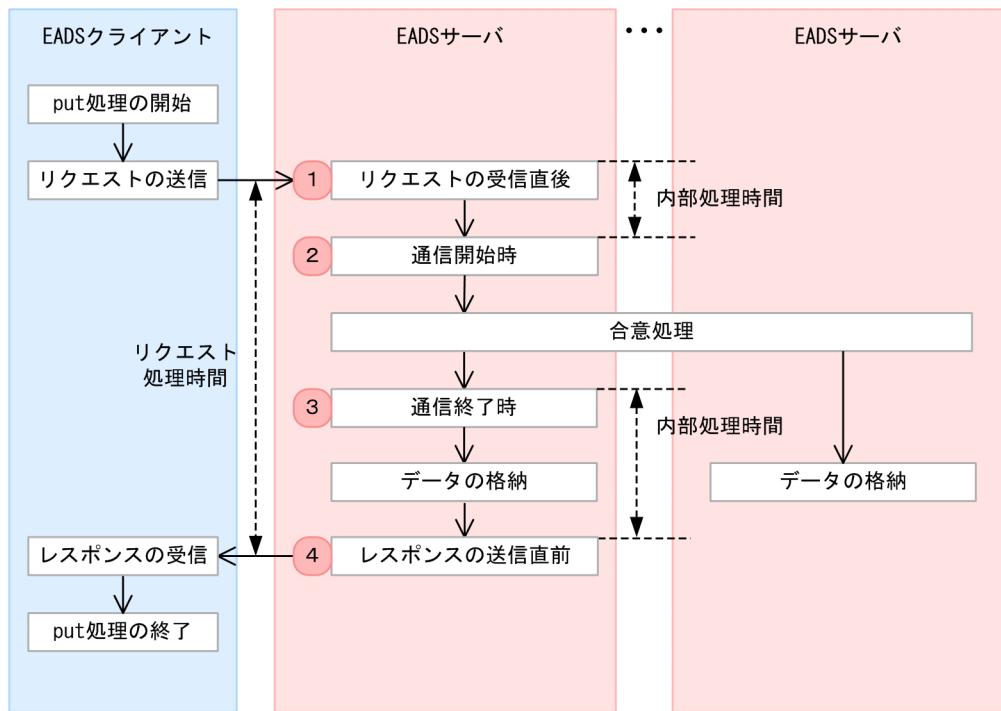 EADSクライアント
EADSサーバ
・・・
EADSサーバ
put処理の開始
リクエストの送信
1
リクエストの受信直後
内部処理時間
2
通信開始時
合意処理
リクエスト
処理時間
3
通信終了時
内部処理時間
データの格納
データの格納
レスポンスの受信
4
レスポンスの送信直前
put処理の終了